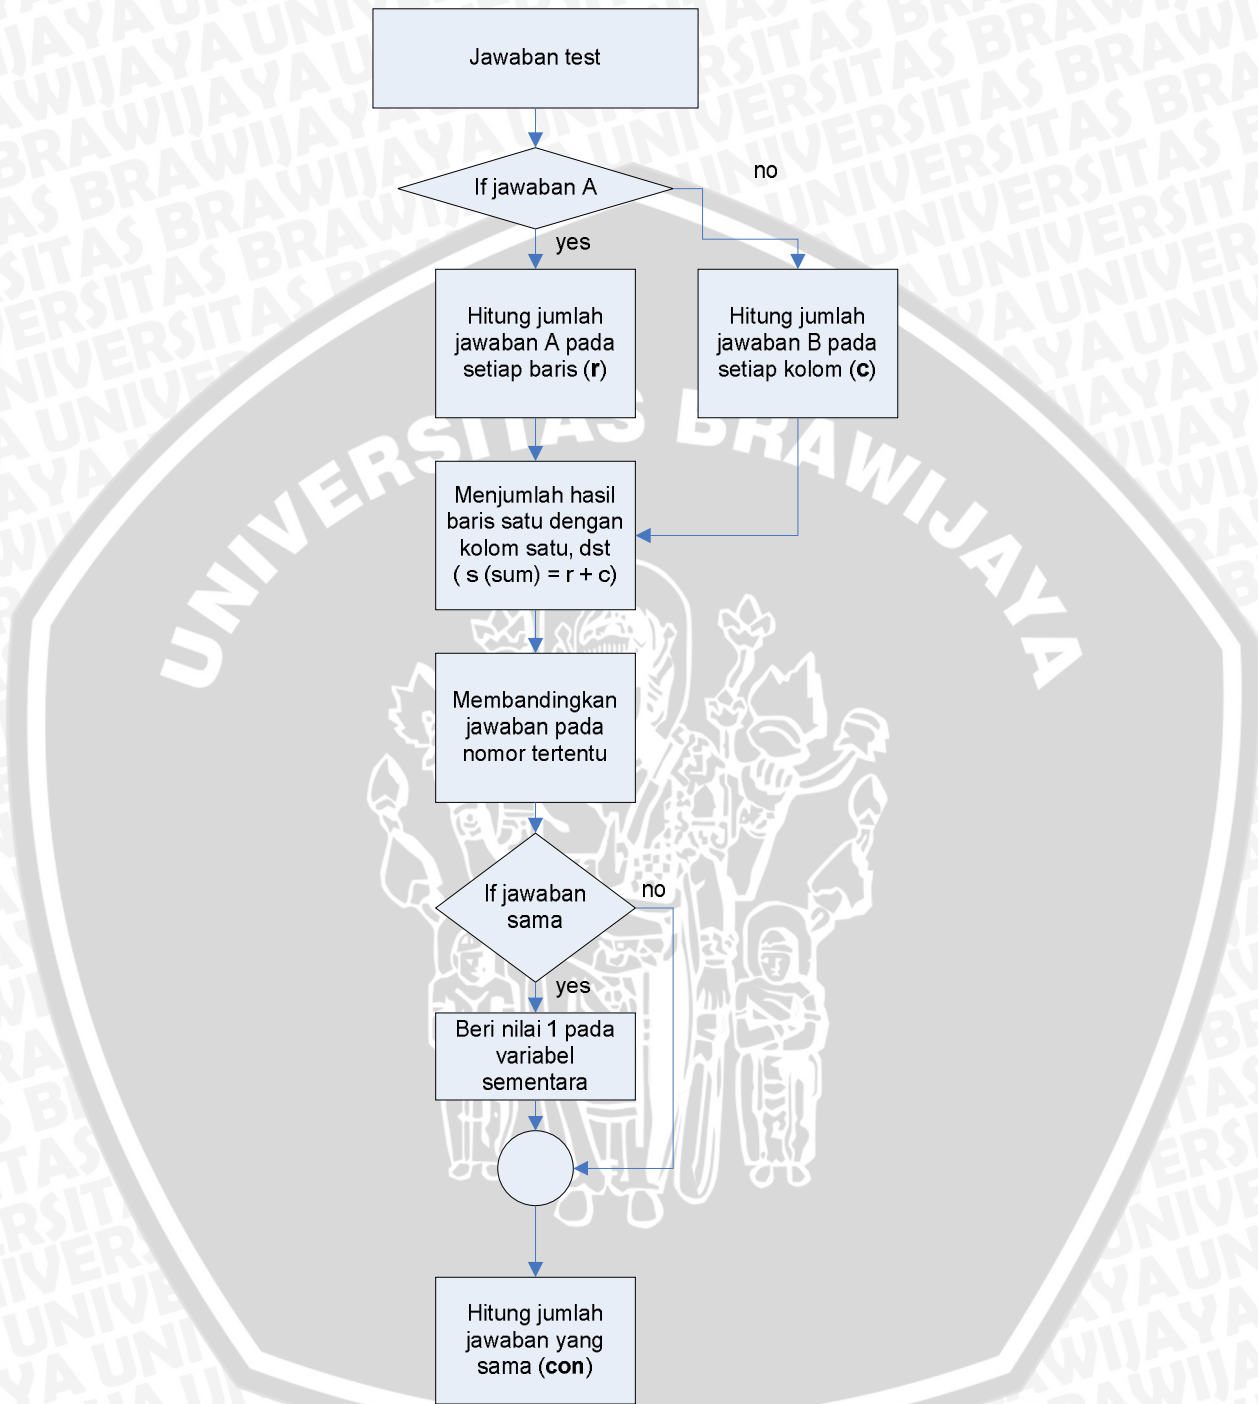 Jawaban test
If jawaban A
no
yes
Hitung jumlah
jawaban A pada
setiap baris (r)
Hitung jumlah
jawaban B pada
setiap kolom (c)
UNIVERSITAS BRAWIJAYA
Menjumlah hasil
baris satu dengan
kolom satu, dst
( s (sum) = r + c)
Membandingkan
jawaban pada
nomor tertentu
If jawaban
sama
no
yes
Beri nilai 1 pada
variabel
sementara
Hitung jumlah
jawaban yang
sama (con)